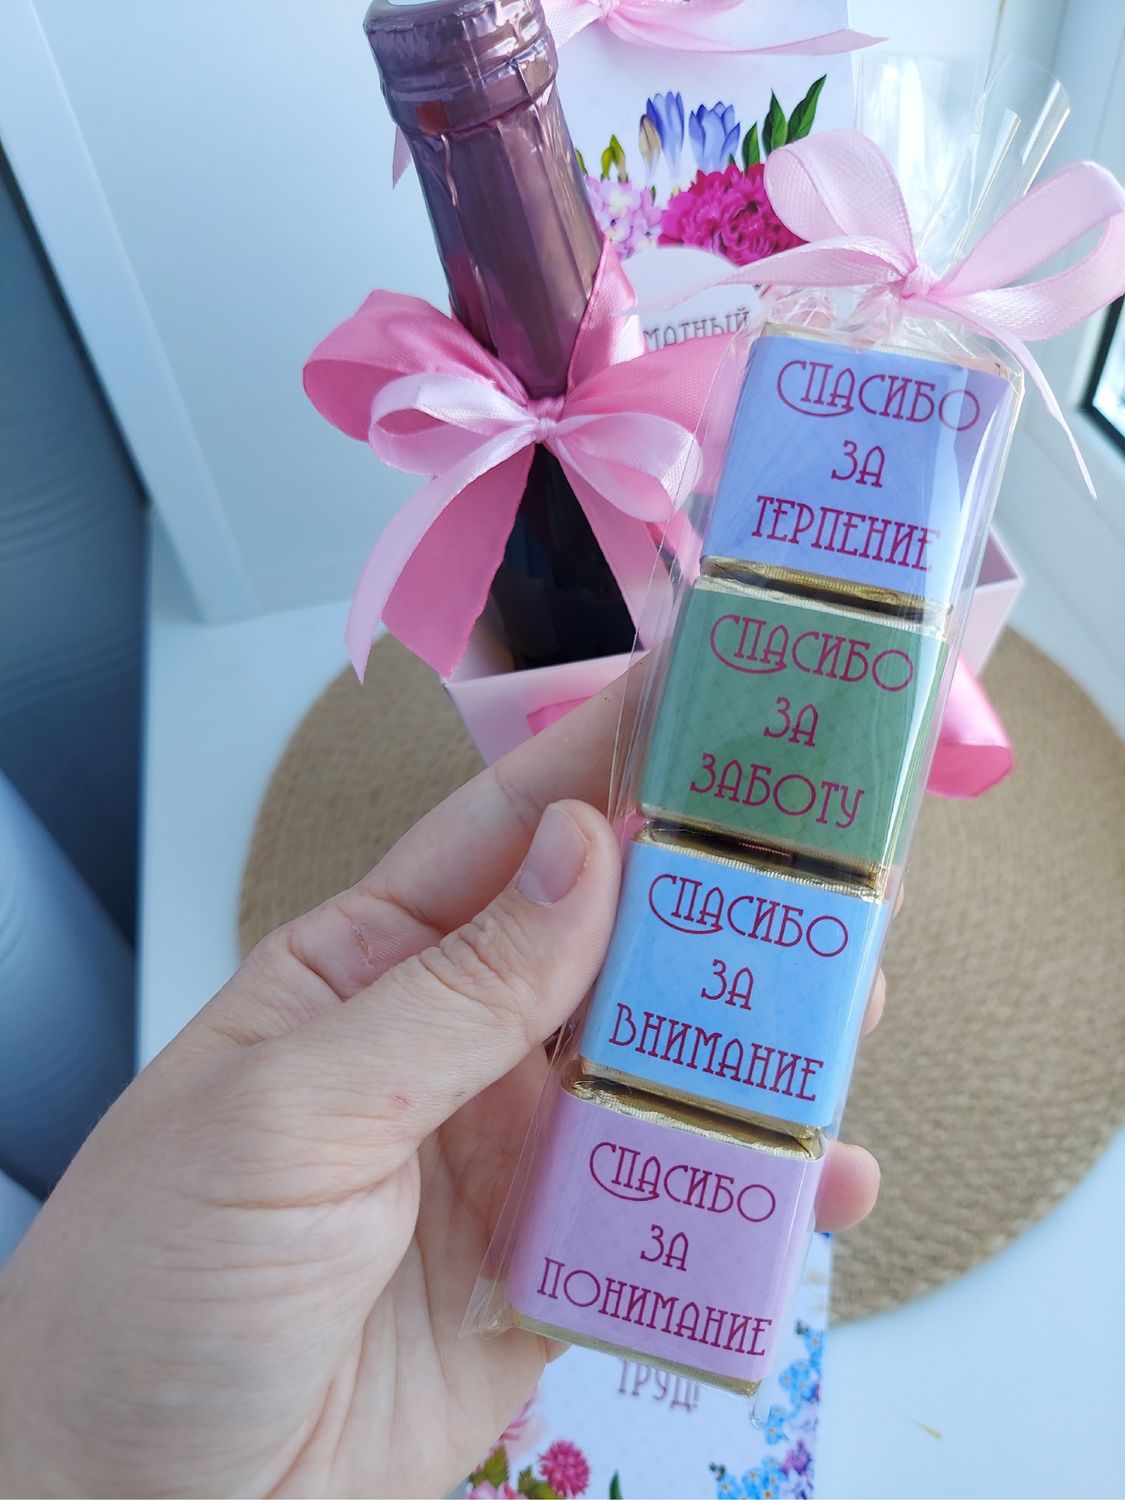 СПАСИБО
ЗА
ТЕРПЕНИЕ
СПАСИБО
ЗА
ЗАБОТУ
СПАСИБО
ЗА
ВНИМАНИЕ
СПАСИБО
ЗА
ПОНИМАНИЕ
ТРУД!